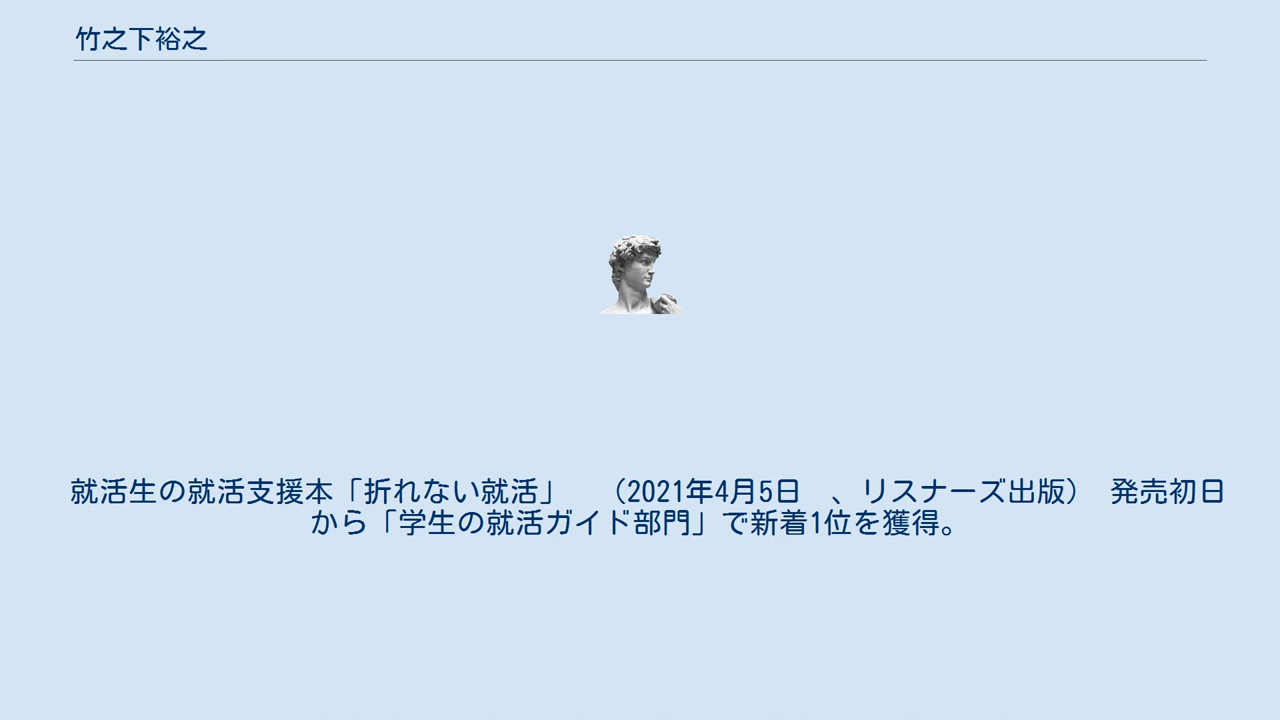 竹之下裕之
就活生の就活支援本「折れない就活」　（2021年4月5日　、リスナーズ出版）　発売初日
から「学生の就活ガイド部門」で新着1位を獲得。